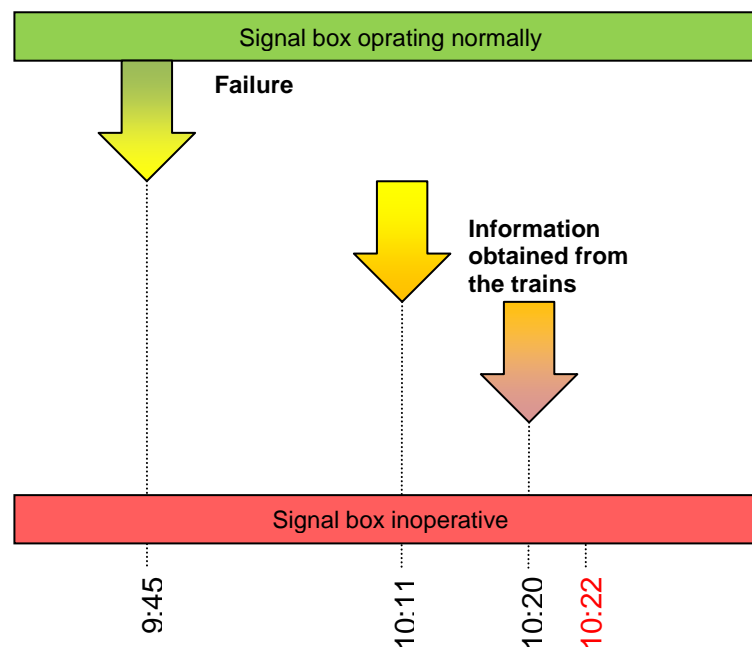 Signal box oprating normally
Failure
Information
obtained from
the trains
Signal box inoperative
9:45
10:11
10:20
10:22